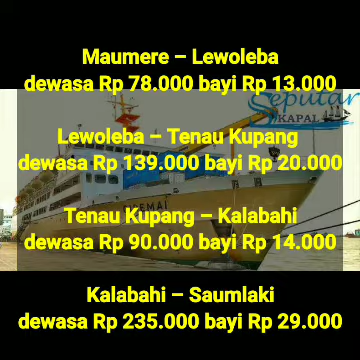 Maumere – Lewoleba
dewasa Rp 78.000 bayi Rp 13.000
Seputar
KAPAL
Lewoleba – Tenau Kupang
dewasa Rp 139.000 bayi Rp 20.000
Tenau Kupang – Kalabahi
dewasa Rp 90.000 bayi Rp 14.000
Kalabahi – Saumlaki
dewasa Rp 235.000 bayi Rp 29.000